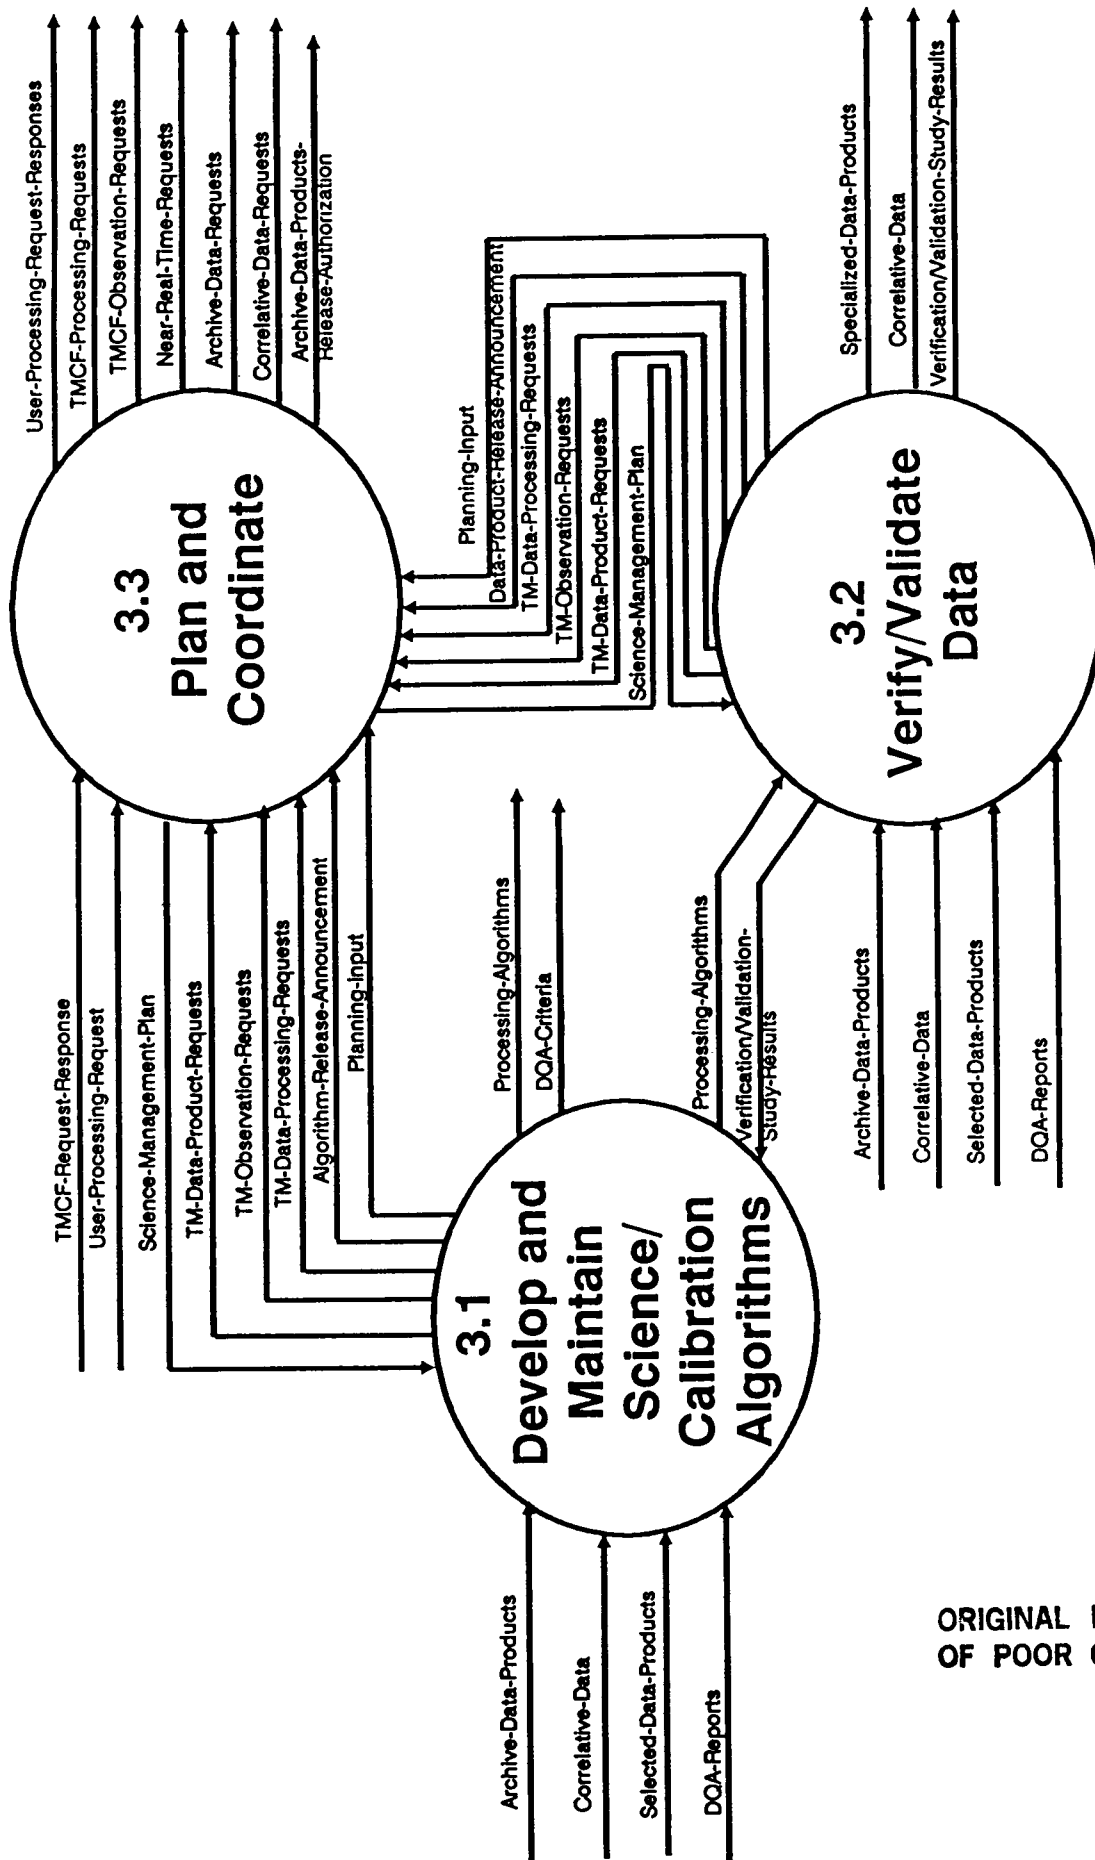 TMCF-Request-Response
User-Processing-Request
Science-Management-Plan
TM-Data-Product-Requests
TM-Observation-Requests
TM-Data-Processing-Requests
Algorithm-Release-Announcement
Planning-Input
3.3
Plan and
Coordinate
User-Processing-Request-Responses
TMCF-Processing-Requests
TMCF-Observation-Requests
Near-Real-Time-Requests
Archive-Data-Requests
Correlative-Data-Requests
Archive-Data-Products-
Release-Authorization
Planning-Input
Data-Product-Release-Announcement
TM-Data-Processing-Requests
TM-Observation-Requests
TM-Data-Product-Requests
Science-Management-Plan
Archive-Data-Products
Correlative-Data
Selected-Data-Products
DQA-Reports
3.1
Develop and
Maintain
Science/
Calibration
Algorithms
Processing-Algorithms
DQA-Criteria
Processing-Algorithms
Verification/Validation-
Study-Results
Archive-Data-Products
Correlative-Data
Selected-Data-Products
DQA-Reports
3.2
Verify/Validate
Data
Specialized-Data-Products
Correlative-Data
Verification/Validation-Study-Results
ORIGINAL
OF POOR